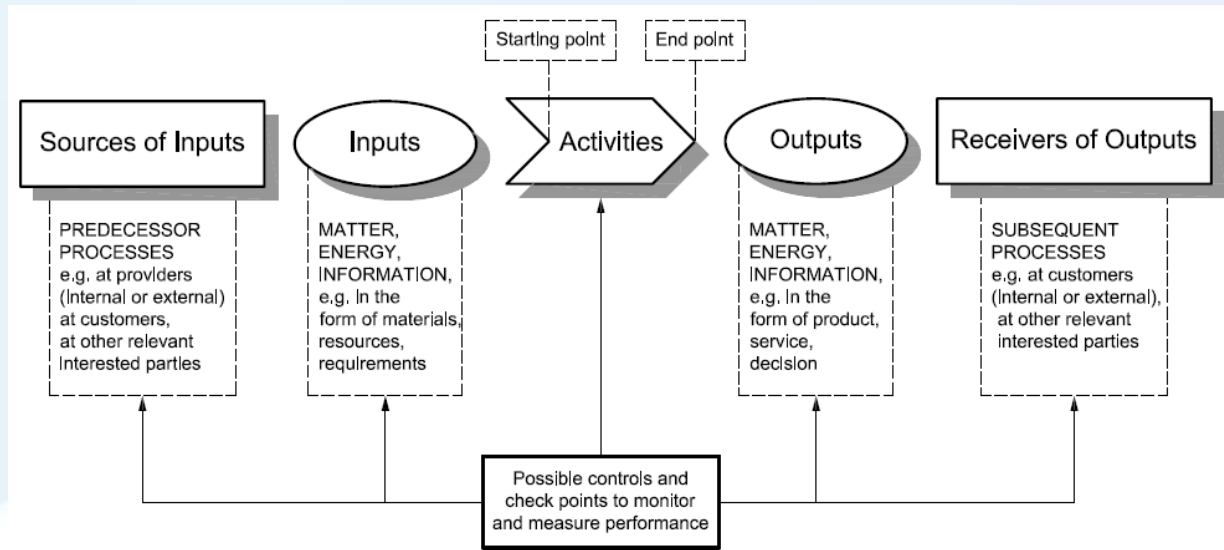 Starting point
End point
Sources of Inputs
Inputs
Activities
Outputs
Receivers of Outputs
PREDECESSOR
PROCESSES
e.g. at providers
(internal or external)
at customers,
at other relevant
interested parties
MATTER,
ENERGY,
INFORMATION,
e.g. in the
form of materials,
resources,
requirements
MATTER,
ENERGY,
INFORMATION,
e.g. in the
form of product,
service,
decision
SUBSEQUENT
PROCESSES
e.g. at customers
(internal or external),
at other relevant
interested parties
Possible controls and
check points to monitor
and measure performance